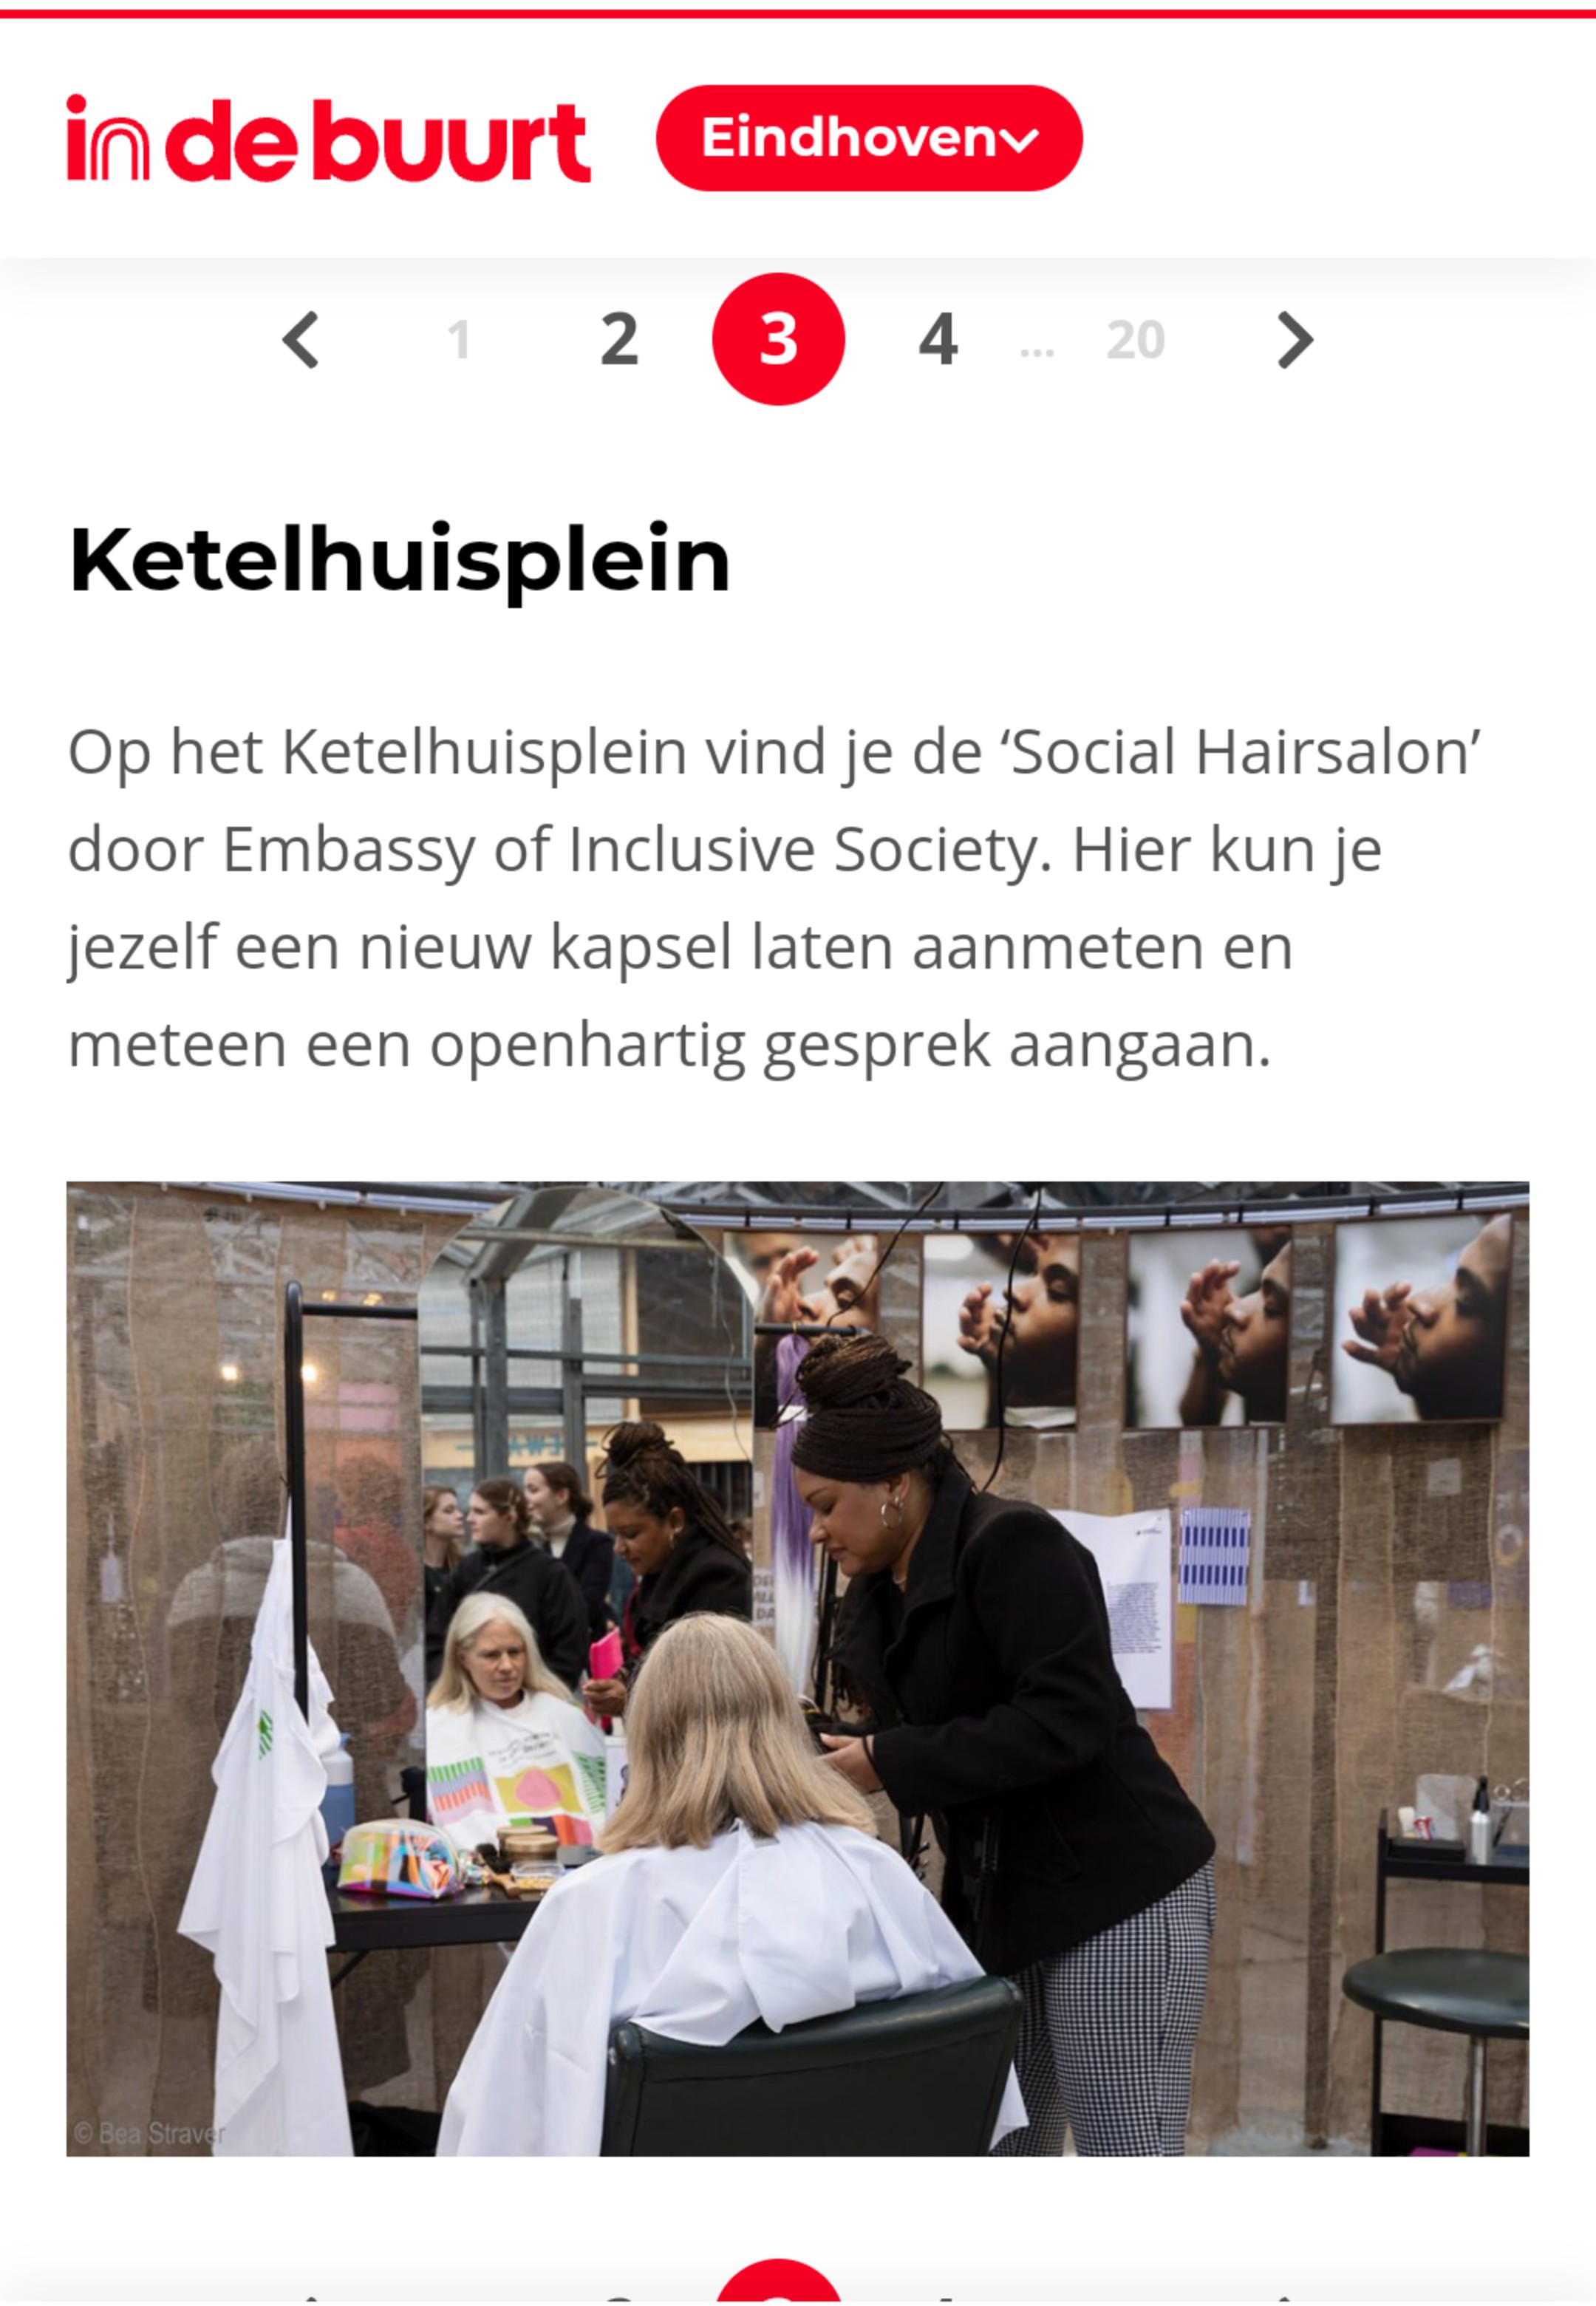 indebuurt
Eindhoven
1 2 3 4 ... 20
Ketelhuisplein
Op het Ketelhuisplein vind je de ‘Social Hairsalon’
door Embassy of Inclusive Society. Hier kun je
jezelf een nieuw kapsel laten aanmeten en
meteen een openhartig gesprek aangaan.
© Bea Straver